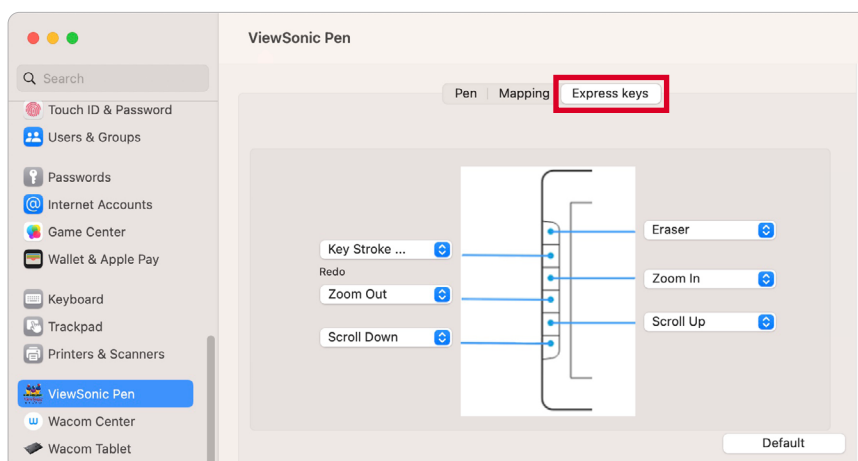 ViewSonic Pen
Search
Touch ID & Password
Users & Groups
Passwords
Internet Accounts
Game Center
Wallet & Apple Pay
Keyboard
Trackpad
Printers & Scanners
ViewSonic Pen
Wacom Center
Wacom Tablet
Pen
Mapping
Express keys
Key Stroke ...
Redo
Zoom Out
Scroll Down
Eraser
Zoom In
Scroll Up
Default